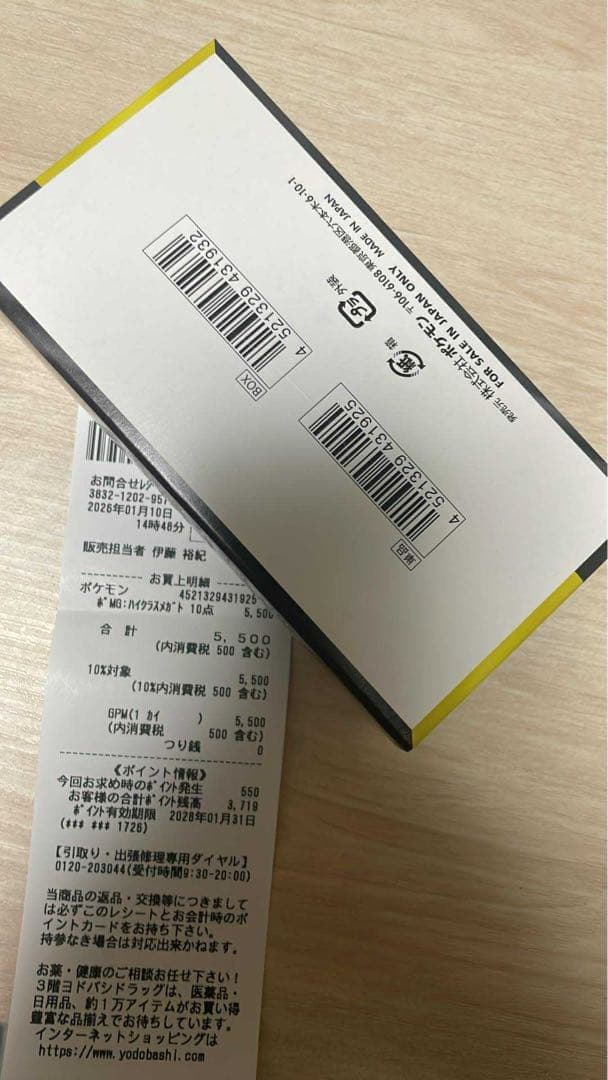 発売元 株式会社ポケモン 〒106-6108 東京都港区六本木6-10-1
FOR SALE IN JAPAN ONLY MADE IN JAPAN
紙
箱
プラ
外装
4 521329 431932
BOX
4 521329 431925
単品
お問合せﾚｼ
3832-1202-95
2026年01月10日
14時48分
販売担当者 伊藤 裕紀
お買上明細
ポケモン 4521329431925
ﾎﾟMG:ﾊｲｸﾗｽﾒｶﾞﾄ 10点 5,500
合 計 5,500
(内消費税 500 含む)
10%対象 5,500
(10%内消費税 500 含む)
GPM(1 ｶｲ ) 5,500
(内消費税 500 含む)
つり銭 0
《ポイント情報》
今回お求め時のﾎﾟｲﾝﾄ発生 550
お客様の合計ﾎﾟｲﾝﾄ残高 3,719
ﾎﾟｲﾝﾄ有効期限 2028年01月31日
(*** *** 1726)
【引取り・出張修理専用ダイヤル】
0120-203044(受付時間9:30-20:00)
当商品の返品・交換等につきまして
は必ずこのレシートとお会計時のポ
イントカードをお持ち下さい。
持参なき場合は対応出来かねます。
お薬・健康のご相談お任せ下さい！
３階ヨドバシドラッグは、医薬品・
日用品、約１万アイテムがお買い得
豊富な品揃えでお待ちしています。
インターネットショッピングは
https://www.yodobashi.com